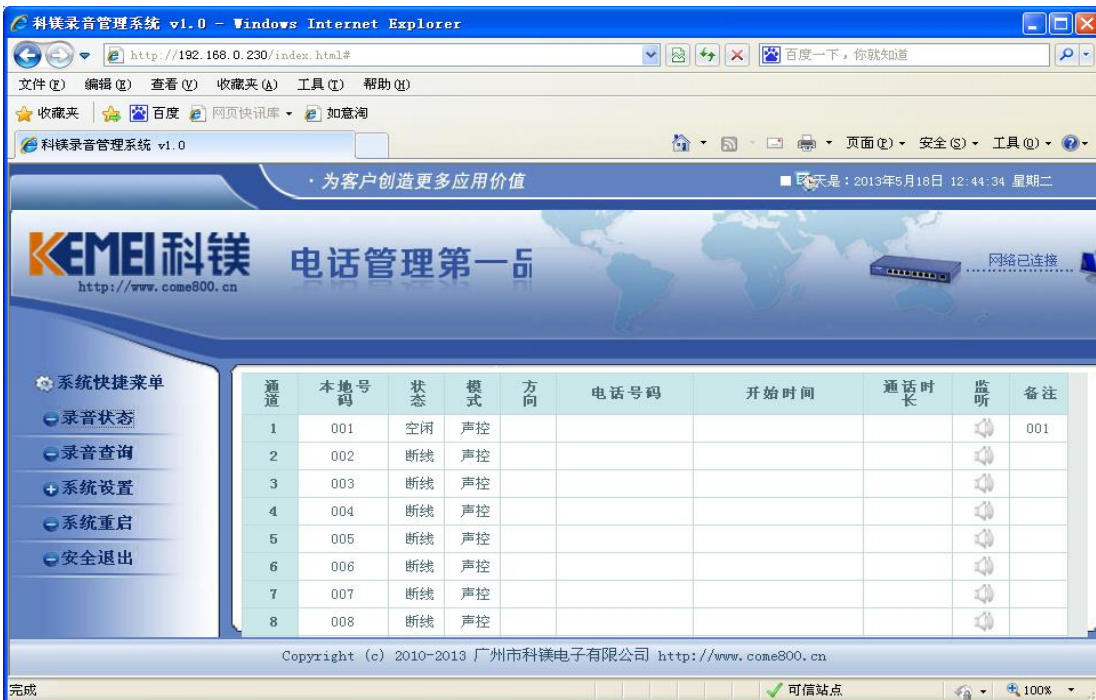 科镁录音管理系统 v1.0 - Windows Internet Explorer
http://192.168.0.230/index.html#
百度一下，你就知道
文件(F) 编辑(E) 查看(V) 收藏夹(A) 工具(T) 帮助(H)
收藏夹 百度 网页快讯库 如意淘
科镁录音管理系统 v1.0
页面(P) 安全(S) 工具(O)
·为客户创造更多应用价值
天是：2013年5月18日 12:44:34 星期二
KEMEI科镁
http://www.come800.cn
电话管理第一品
网络已连接
系统快捷菜单
录音状态
录音查询
系统设置
系统重启
安全退出
通道 本地号码 状态 模式 方向 电话号码 开始时间 通话时长 监听 备注
1 001 空闲 声控 001
2 002 断线 声控
3 003 断线 声控
4 004 断线 声控
5 005 断线 声控
6 006 断线 声控
7 007 断线 声控
8 008 断线 声控
Copyright (c) 2010-2013 广州市科镁电子有限公司 http://www.come800.cn
完成 可信站点 100%